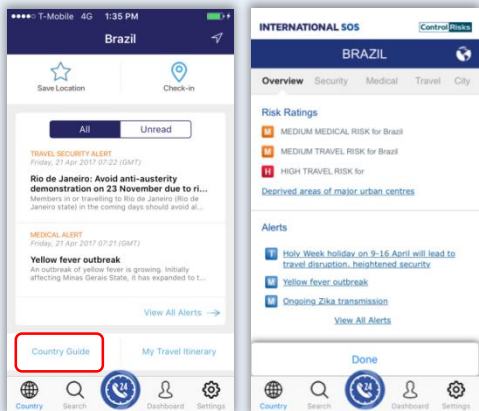 T-Mobile 4G 1:35 PM
Brazil
Save Location
Check-in
All
Unread
TRAVEL SECURITY ALERT
Friday, 21 Apr 2017 07:22 (GMT)
Rio de Janeiro: Avoid anti-austerity
demonstration on 23 November due to ri...
Members in or travelling to Rio de Janeiro (Rio de
Janeiro state) in the coming days should avoid al...
MEDICAL ALERT
Friday, 21 Apr 2017 07:21 (GMT)
Yellow fever outbreak
An outbreak of yellow fever is growing. Initially
affecting Minas Gerais State, it has expanded to t...
View All Alerts →
Country Guide
My Travel Itinerary
24
Country
Search
Dashboard
Settings
INTERNATIONAL SOS
Control Risks
BRAZIL
Overview Security Medical Travel City
Risk Ratings
M MEDIUM MEDICAL RISK for Brazil
M MEDIUM TRAVEL RISK for Brazil
H HIGH TRAVEL RISK for
Deprived areas of major urban centres
Alerts
T Holy Week holiday on 9-16 April will lead to
travel disruption, heightened security
M Yellow fever outbreak
M Ongoing Zika transmission
View All Alerts
Done
24
Country
Search
Dashboard
Settings